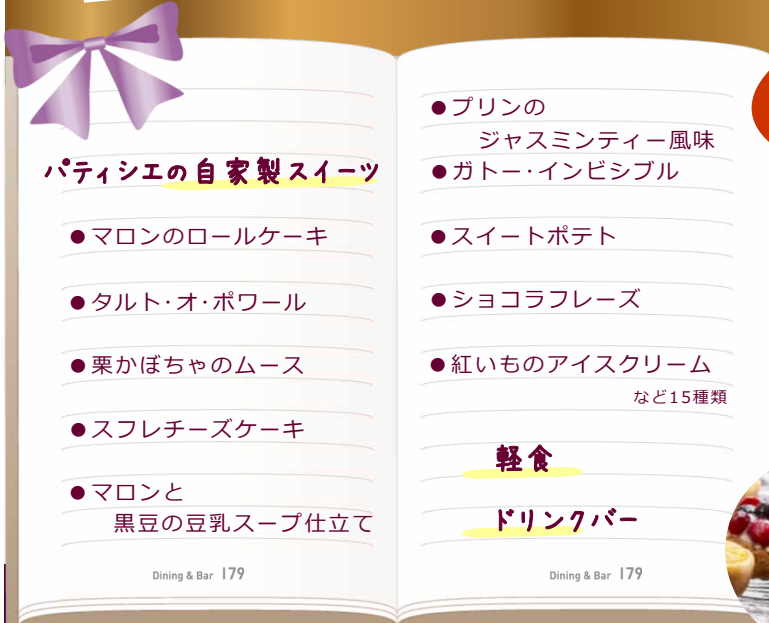 パティシエの自家製スイーツ
●マロンのロールケーキ
●タルト・オ・ポワール
●栗かぼちゃのムース
●スフレチーズケーキ
●マロンと
黒豆の豆乳スープ仕立て
Dining & Bar 179
●プリンの
ジャスミンティー風味
●ガトー・インビシブル
●スイートポテト
●ショコラフレーズ
●紅いものアイスクリーム
など15種類
軽食
ドリンクバー
Dining & Bar 179